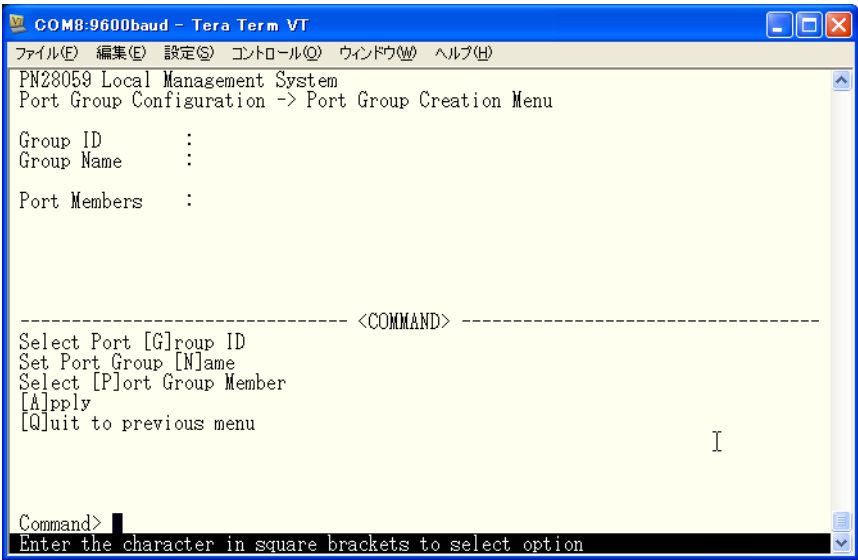 COM8:9600baud - Tera Term VT
ファイル(F) 編集(E) 設定(S) コントロール(O) ウィンドウ(W) ヘルプ(H)
PN28059 Local Management System
Port Group Configuration -> Port Group Creation Menu
Group ID :
Group Name :
Port Members :
-------------------------------- <COMMAND> -----------------------------------
Select Port [G]roup ID
Set Port Group [N]ame
Select [P]ort Group Member
[A]pply
[Q]uit to previous menu
Command>
Enter the character in square brackets to select option